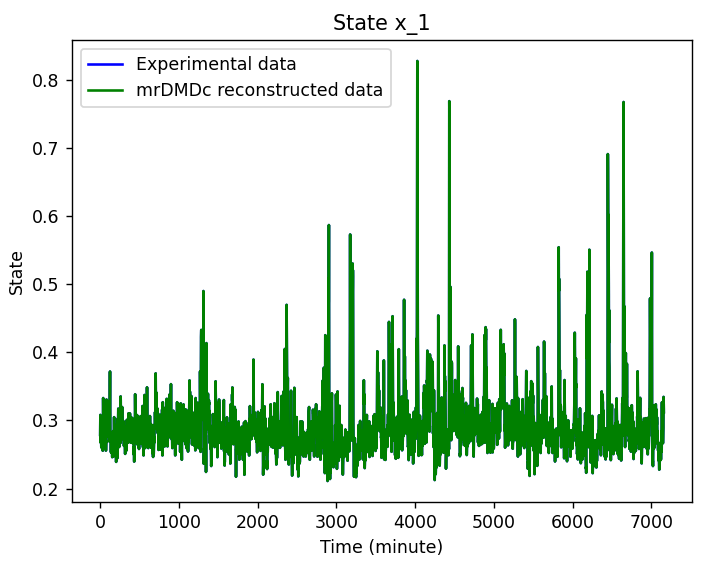 State x_1
Experimental data
mrDMDc reconstructed data
0.8
0.7
0.6
0.5
0.4
0.3
0.2
State
0 1000 2000 3000 4000 5000 6000 7000
Time (minute)